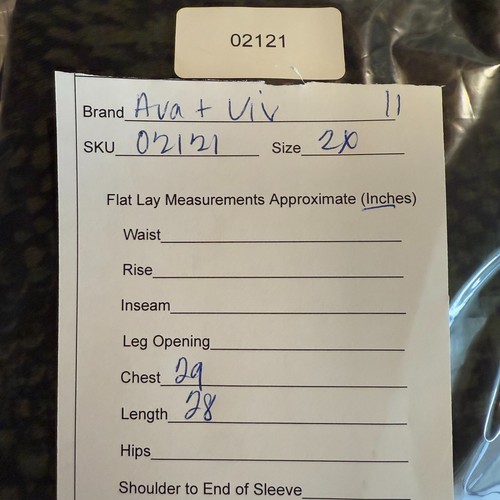 02121
Brand Ava + Viv 11
SKU 02121 Size 2X
Flat Lay Measurements Approximate (Inches)
Waist
Rise
Inseam
Leg Opening
Chest 29
Length 28
Hips
Shoulder to End of Sleeve